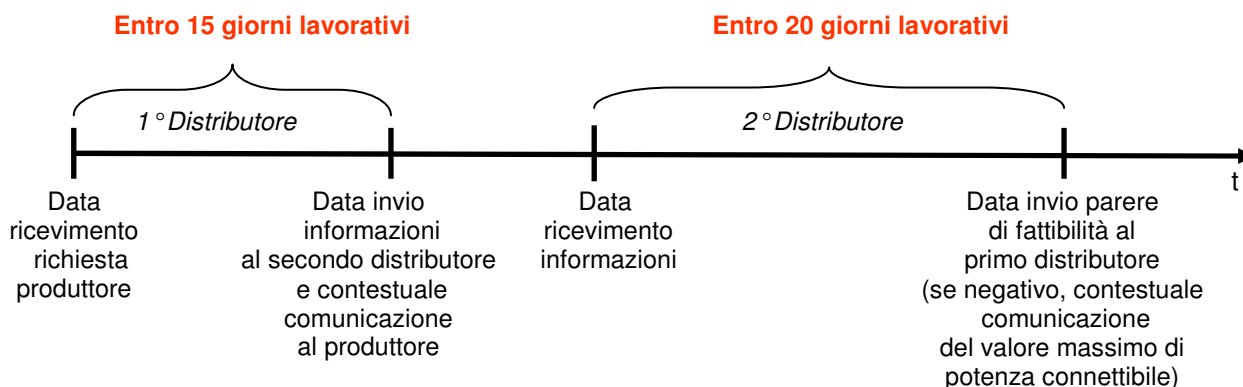 Entro 15 giorni lavorativi
Entro 20 giorni lavorativi
1° Distributore
2° Distributore
t
Data
ricevimento
richiesta
produttore
Data invio
informazioni
al secondo distributore
e contestuale
comunicazione
al produttore
Data
ricevimento
informazioni
Data invio parere
di fattibilità al
primo distributore
(se negativo, contestuale
comunicazione
del valore massimo di
potenza connettibile)